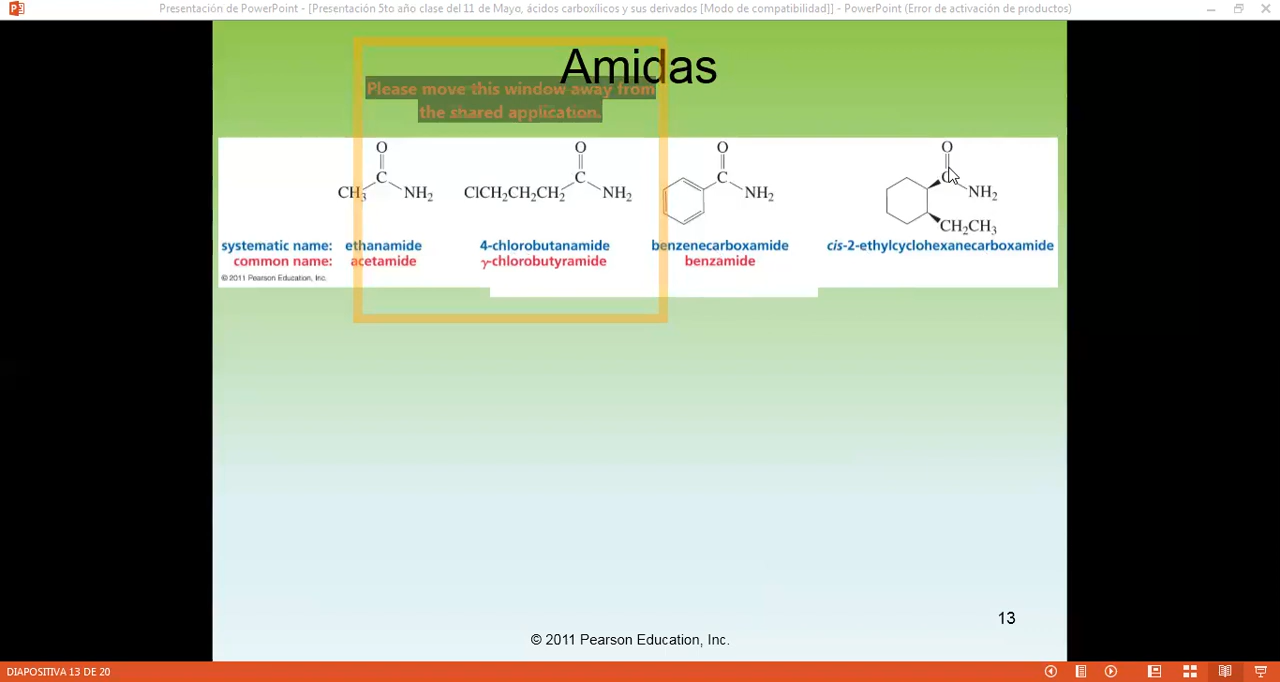 Presentación de PowerPoint - [Presentación 5to año clase del 11 de Mayo, ácidos carboxílicos y sus derivados [Modo de compatibilidad]] - PowerPoint (Error de activación de productos)
Amidas
Please move this window away from
the shared application.
O O O O
C C C C
CH₃ NH₂ ClCH₂CH₂CH₂ NH₂ NH₂ NH₂
CH₂CH₃
systematic name: ethanamide 4-chlorobutanamide benzenecarboxamide cis-2-ethylcyclohexanecarboxamide
common name: acetamide γ-chlorobutyramide benzamide
© 2011 Pearson Education, Inc.
13
© 2011 Pearson Education, Inc.
DIAPOSITIVA 13 DE 20